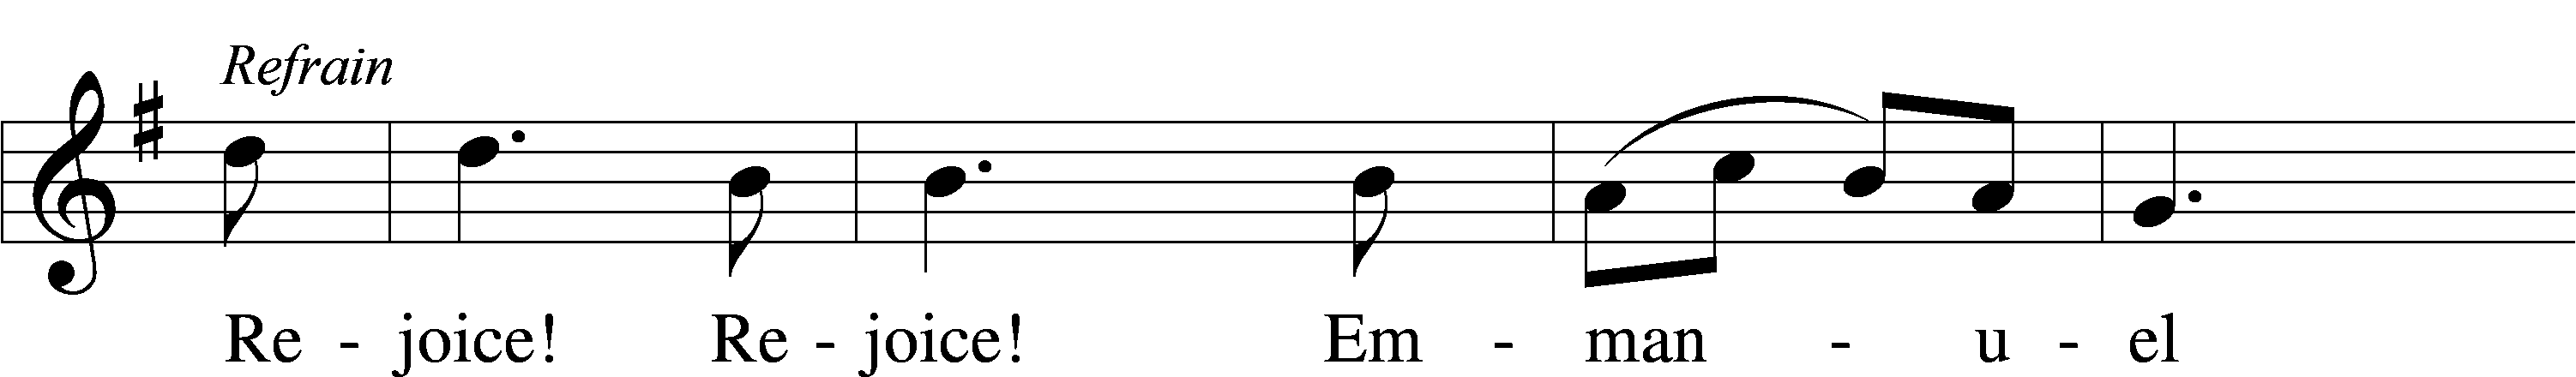 Refrain
Re - joice! Re - joice! Em - man - u - el